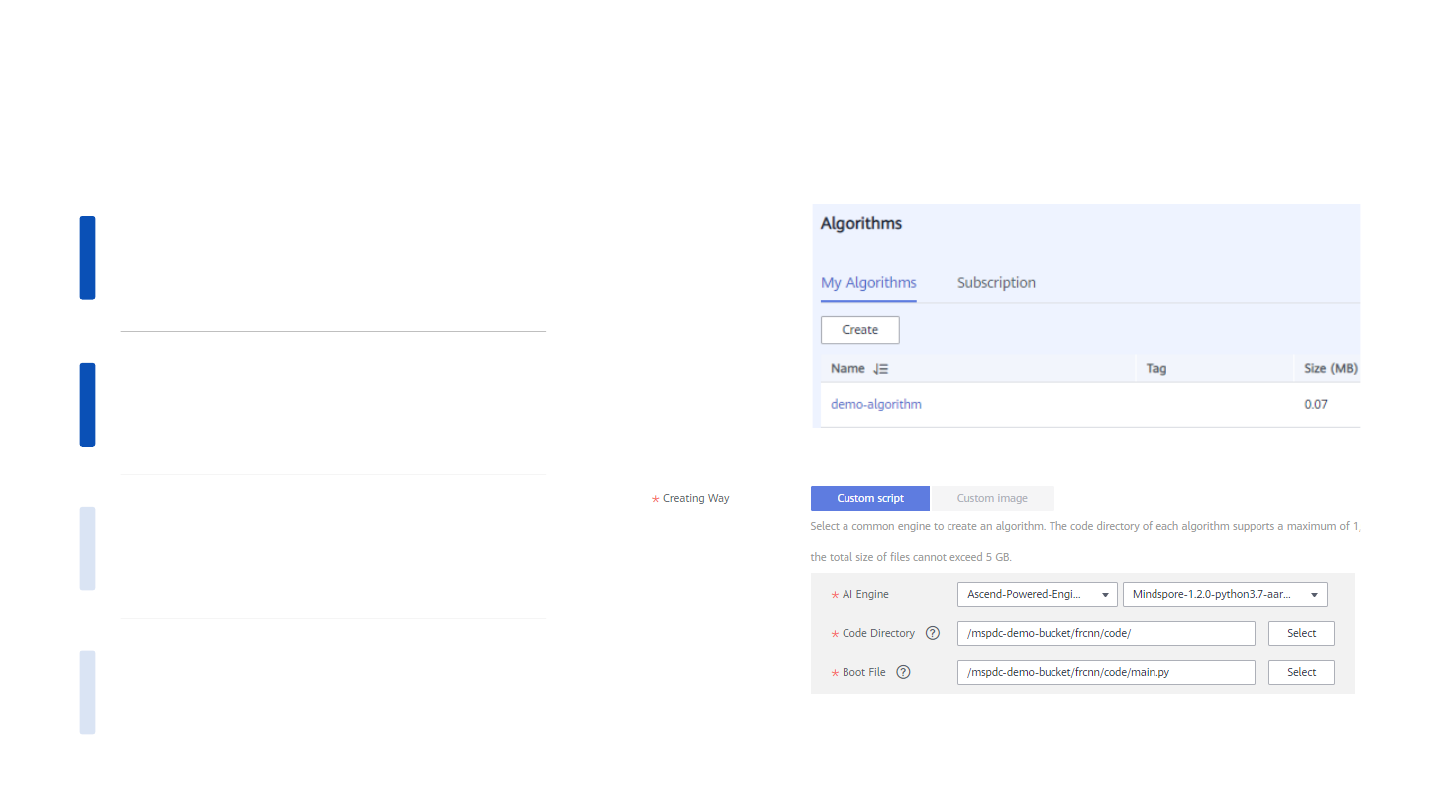 Algorithms
My Algorithms Subscription
Create
Name Tag Size (MB)
demo-algorithm 0.07
* Creating Way Custom script Custom image
Select a common engine to create an algorithm. The code directory of each algorithm supports a maximum of 1,
the total size of files cannot exceed 5 GB.
* AI Engine Ascend-Powered-Engi... Mindspore-1.2.0-python3.7-aar...
* Code Directory ? /mspdc-demo-bucket/frcnn/code/ Select
* Boot File ? /mspdc-demo-bucket/frcnn/code/main.py Select